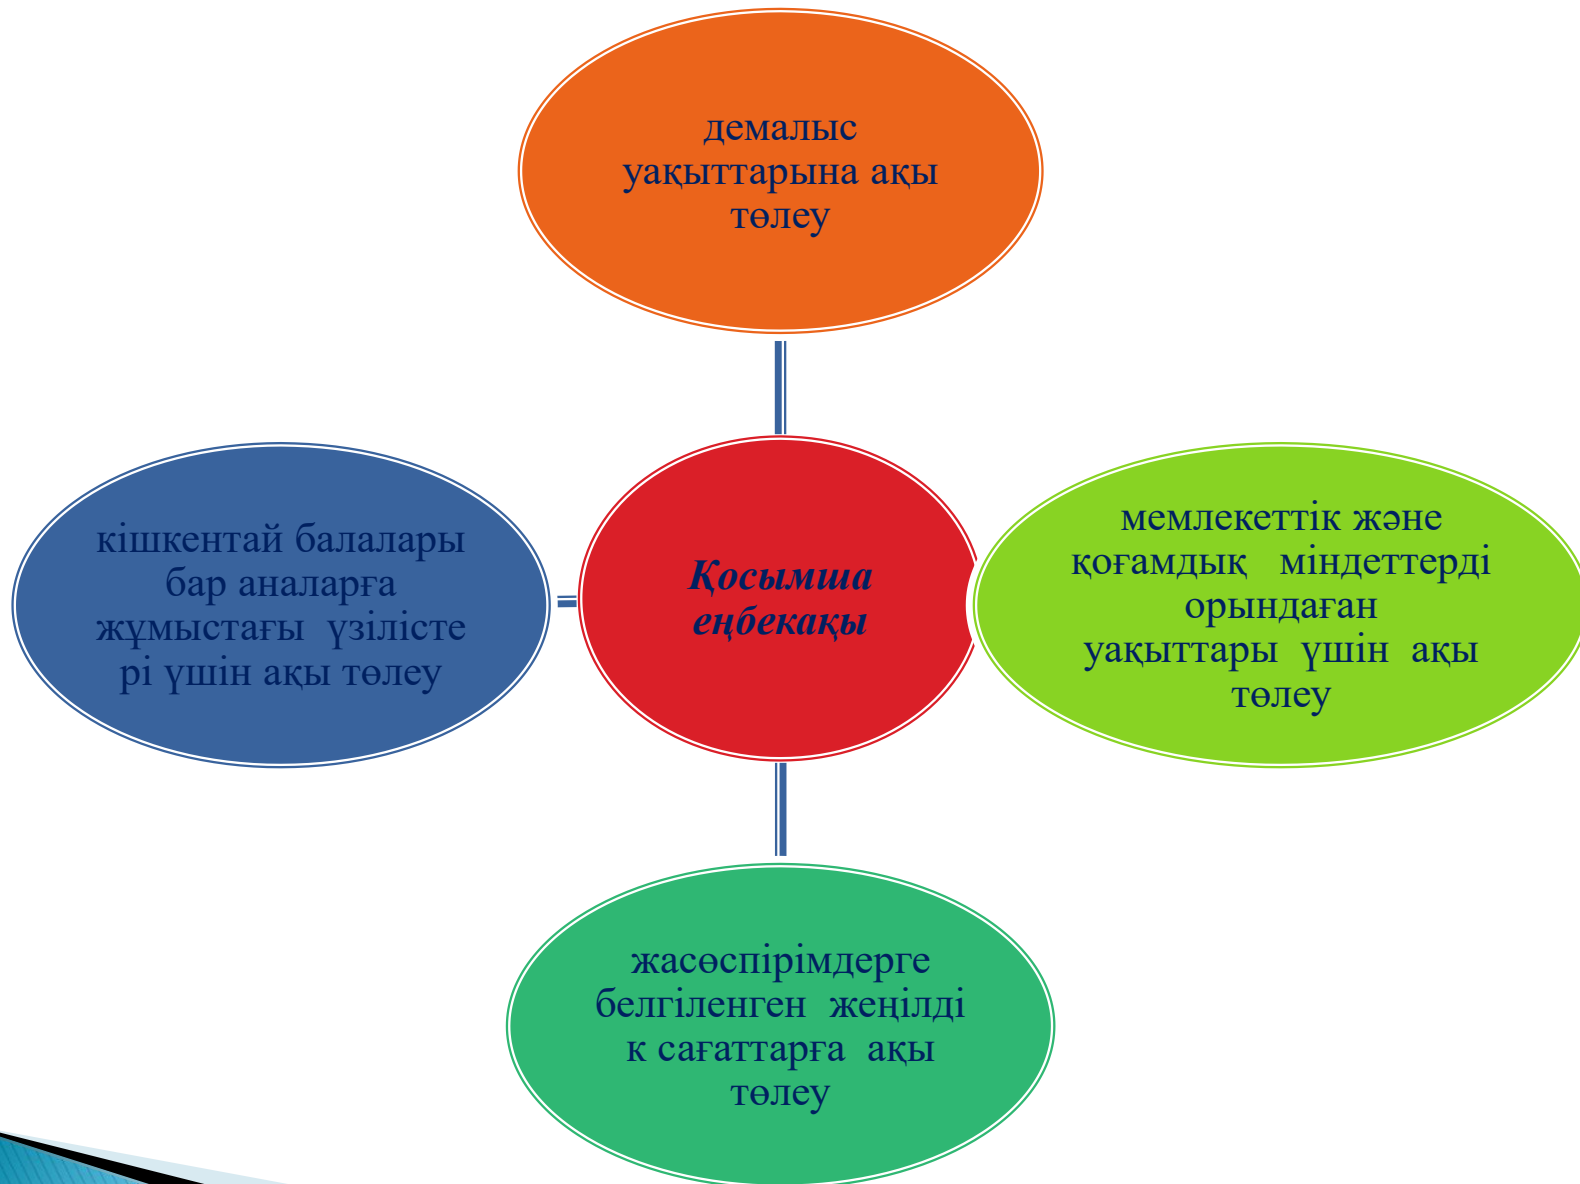 демалыс
уақыттарына ақы
төлеу
кішкентай балалары
бар аналарға
жұмыстағы үзілісте
рі үшін ақы төлеу
Қосымша
еңбекақы
мемлекеттік және
қоғамдық міндеттерді
орындаған
уақыттары үшін ақы
төлеу
жасөспірімдерге
белгіленген жеңілді
к сағаттарға ақы
төлеу